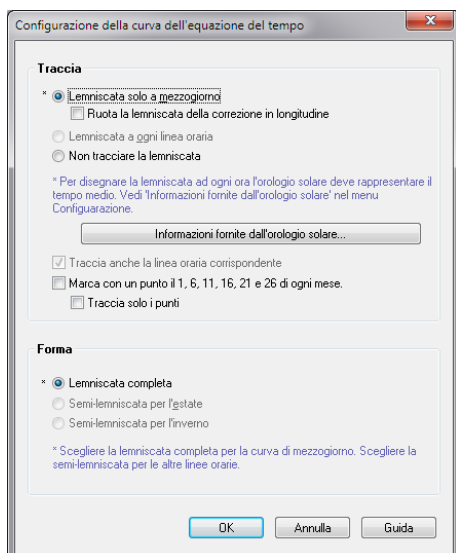 Configurazione della curva dell'equazione del tempo
Traccia
* Lemniscata solo a mezzogiorno
Ruota la lemniscata della correzione in longitudine
Lemniscata a ogni linea oraria
Non tracciare la lemniscata
* Per disegnare la lemniscata ad ogni ora l'orologio solare deve rappresentare il
tempo medio. Vedi 'Informazioni fornite dall'orologio solare' nel menu
Configuarazione.
Informazioni fornite dall'orologio solare...
Traccia anche la linea oraria corrispondente
Marca con un punto il 1, 6, 11, 16, 21 e 26 di ogni mese.
Traccia solo i punti
Forma
* Lemniscata completa
Semi-lemniscata per l'estate
Semi-lemniscata per l'inverno
* Scegliere la lemniscata completa per la curva di mezzogiorno. Scegliere la
semi-lemniscata per le altre linee orarie.
OK Annulla Guida